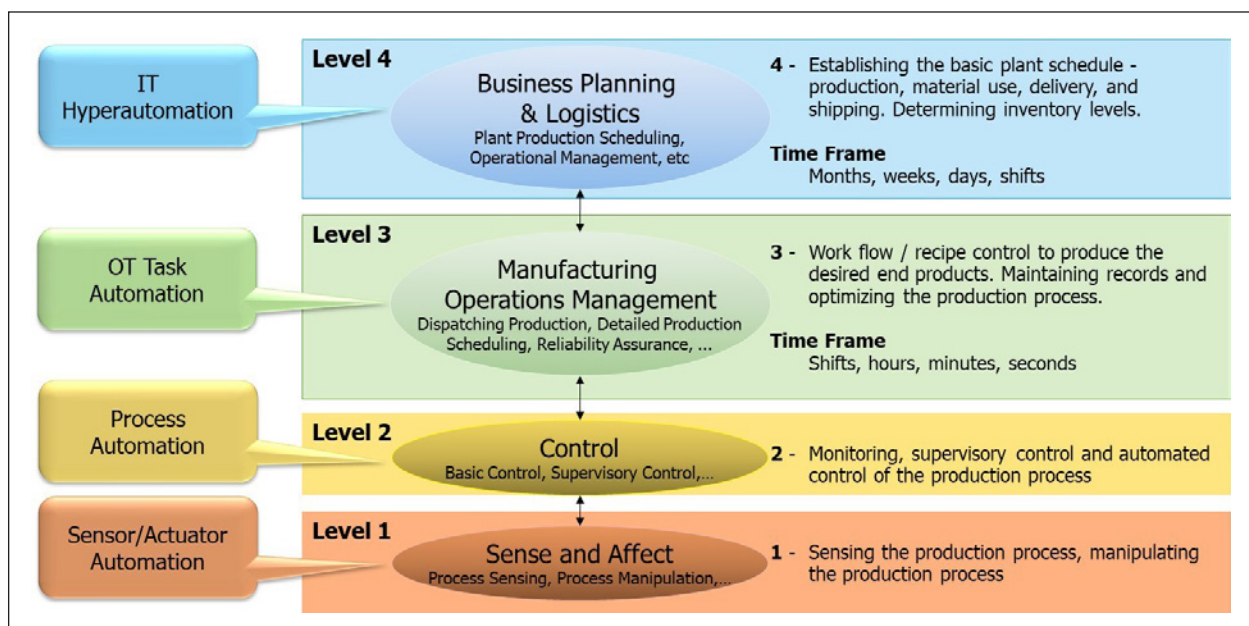 IT
Hyperautomation
Level 4
Business Planning
& Logistics
Plant Production Scheduling,
Operational Management, etc
4 - Establishing the basic plant schedule -
production, material use, delivery, and
shipping. Determining inventory levels.
Time Frame
Months, weeks, days, shifts
OT Task
Automation
Level 3
Manufacturing
Operations Management
Dispatching Production, Detailed Production
Scheduling, Reliability Assurance, ...
3 - Work flow / recipe control to produce the
desired end products. Maintaining records and
optimizing the production process.
Time Frame
Shifts, hours, minutes, seconds
Process
Automation
Level 2
Control
Basic Control, Supervisory Control,...
2 - Monitoring, supervisory control and automated
control of the production process
Sensor/Actuator
Automation
Level 1
Sense and Affect
Process Sensing, Process Manipulation,...
1 - Sensing the production process, manipulating
the production process